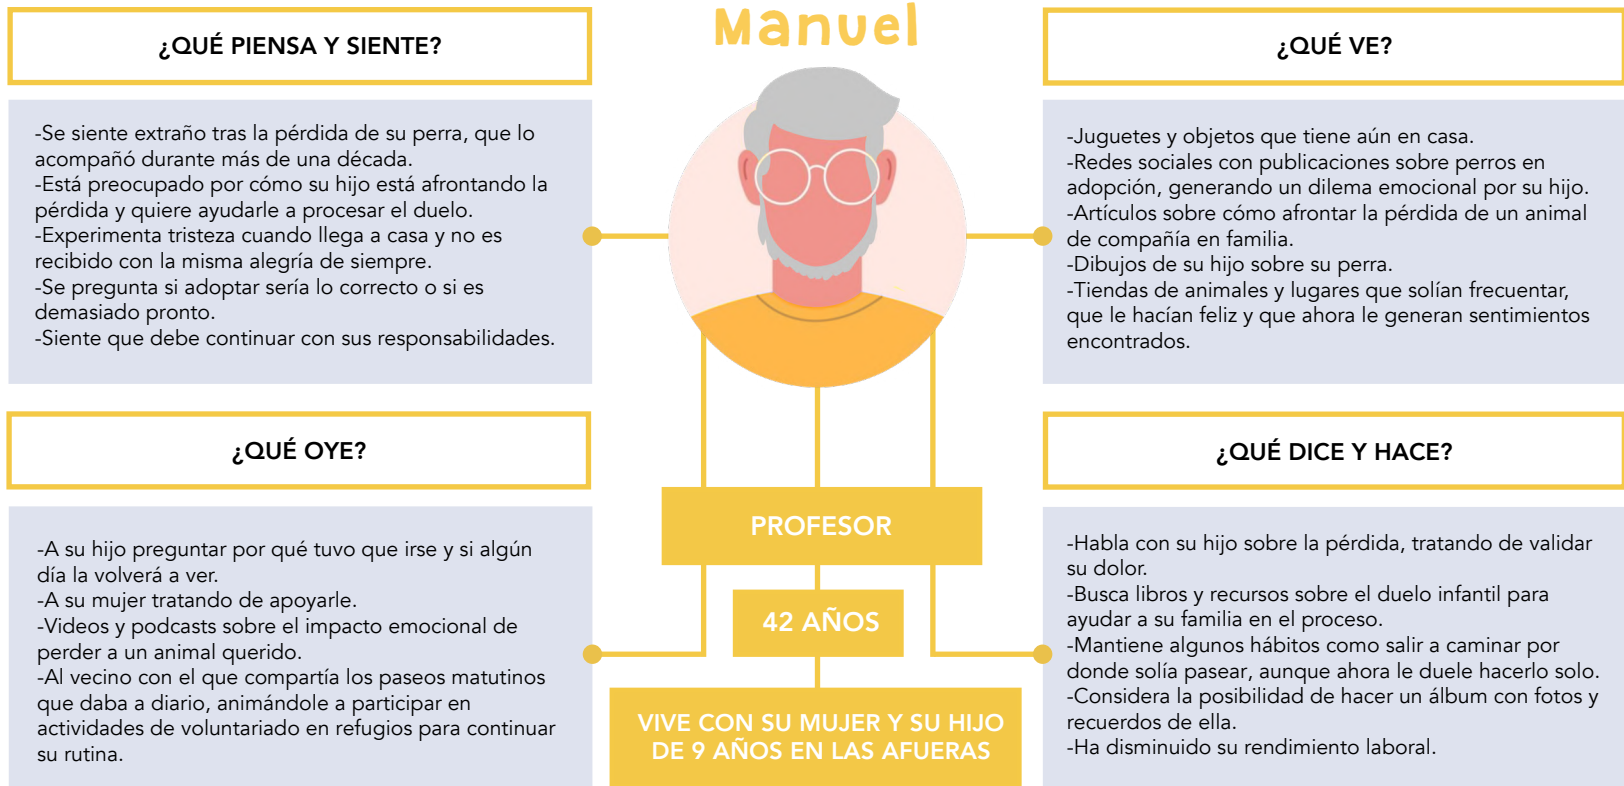 Manuel
¿QUÉ PIENSA Y SIENTE?
-Se siente extraño tras la pérdida de su perra, que lo
acompañó durante más de una década.
-Está preocupado por cómo su hijo está afrontando la
pérdida y quiere ayudarle a procesar el duelo.
-Experimenta tristeza cuando llega a casa y no es
recibido con la misma alegría de siempre.
-Se pregunta si adoptar sería lo correcto o si es
demasiado pronto.
-Siente que debe continuar con sus responsabilidades.
¿QUÉ VE?
-Juguetes y objetos que tiene aún en casa.
-Redes sociales con publicaciones sobre perros en
adopción, generando un dilema emocional por su hijo.
-Artículos sobre cómo afrontar la pérdida de un animal
de compañía en familia.
-Dibujos de su hijo sobre su perra.
-Tiendas de animales y lugares que solían frecuentar,
que le hacían feliz y que ahora le generan sentimientos
encontrados.
¿QUÉ OYE?
-A su hijo preguntar por qué tuvo que irse y si algún
día la volverá a ver.
-A su mujer tratando de apoyarle.
-Videos y podcasts sobre el impacto emocional de
perder a un animal querido.
-Al vecino con el que compartía los paseos matutinos
que daba a diario, animándole a participar en
actividades de voluntariado en refugios para continuar
su rutina.
PROFESOR
42 AÑOS
VIVE CON SU MUJER Y SU HIJO
DE 9 AÑOS EN LAS AFUERAS
¿QUÉ DICE Y HACE?
-Habla con su hijo sobre la pérdida, tratando de validar
su dolor.
-Busca libros y recursos sobre el duelo infantil para
ayudar a su familia en el proceso.
-Mantiene algunos hábitos como salir a caminar por
donde solía pasear, aunque ahora le duele hacerlo solo.
-Considera la posibilidad de hacer un álbum con fotos y
recuerdos de ella.
-Ha disminuido su rendimiento laboral.